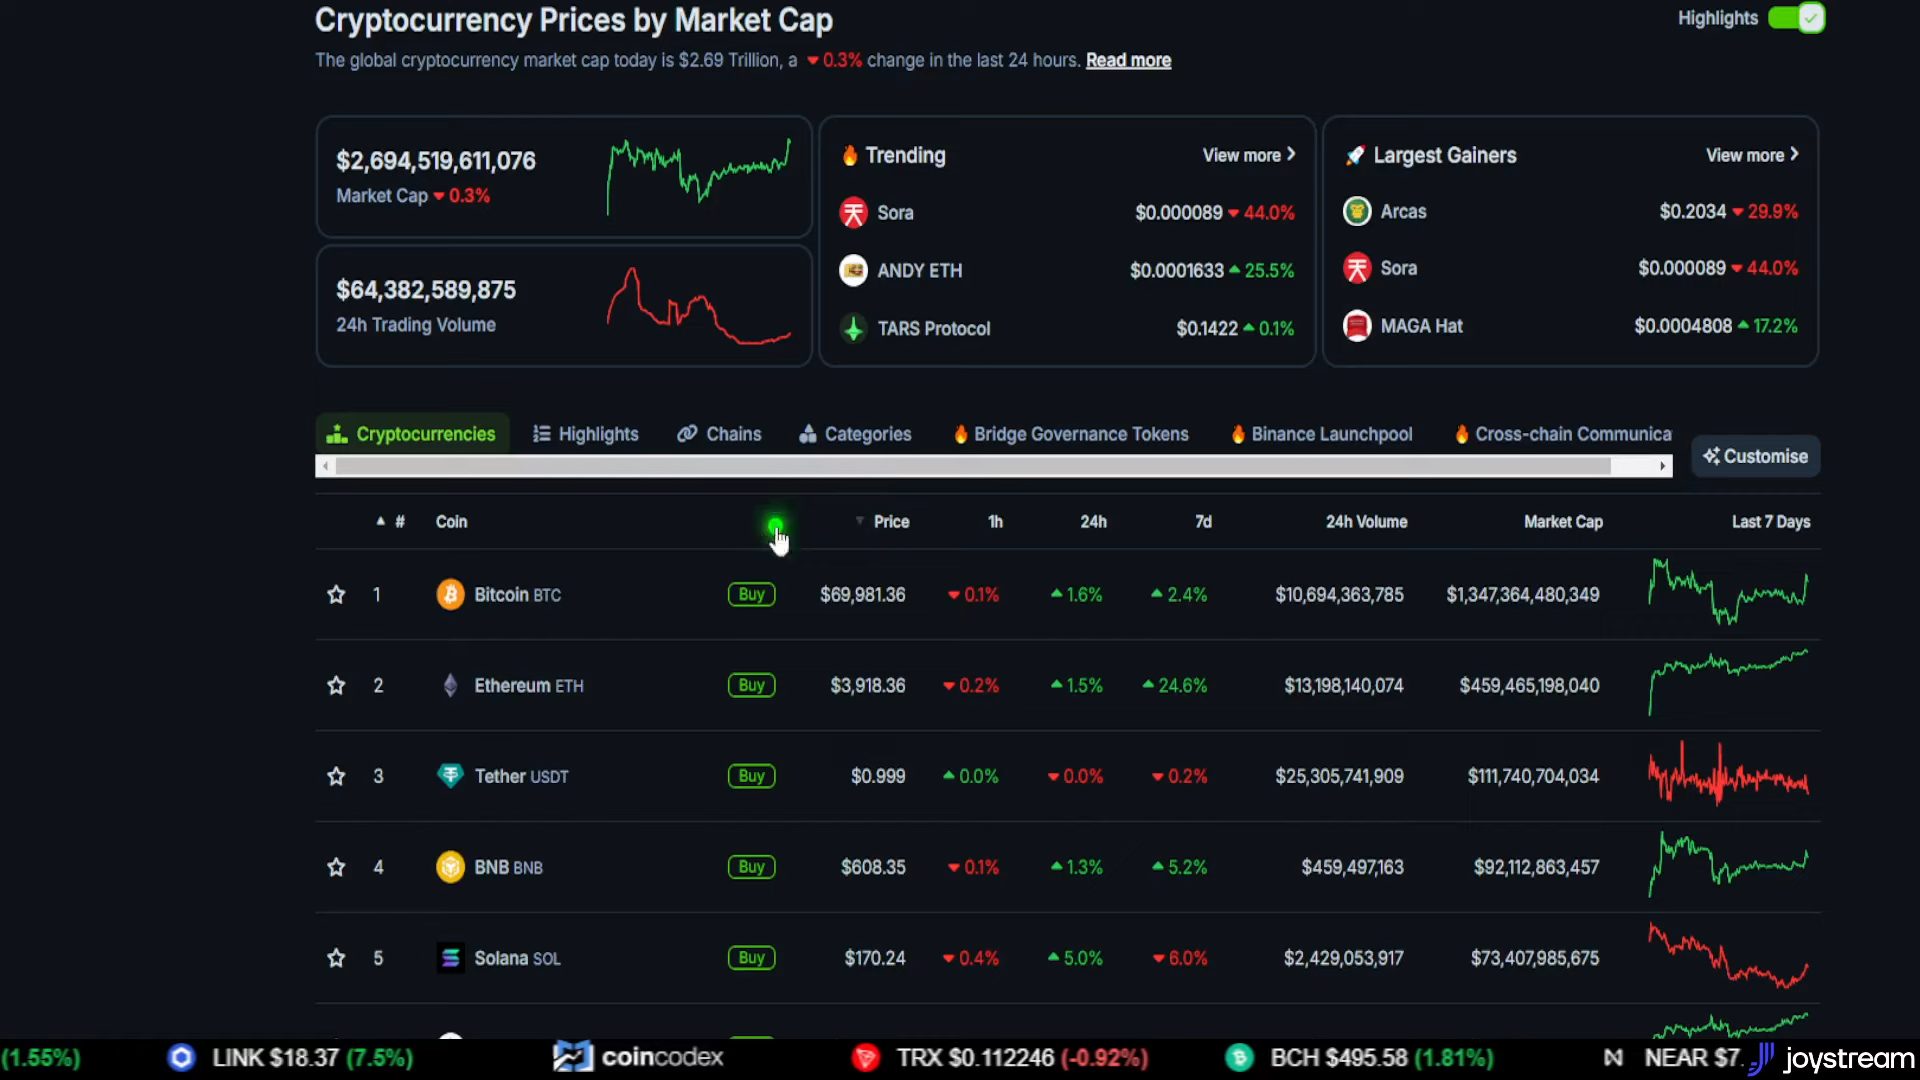 Cryptocurrency Prices by Market Cap
Highlights
The global cryptocurrency market cap today is $2.69 Trillion, a 0.3% change in the last 24 hours. Read more
$2,694,519,611,076
Market Cap 0.3%
$64,382,589,875
24h Trading Volume
Trending View more
Sora $0.000089 44.0%
ANDY ETH $0.0001633 25.5%
TARS Protocol $0.1422 0.1%
Largest Gainers View more
Arcas $0.2034 29.9%
Sora $0.000089 44.0%
MAGA Hat $0.0004808 17.2%
Cryptocurrencies Highlights Chains Categories Bridge Governance Tokens Binance Launchpool Cross-chain Communica
Customise
# Coin Price 1h 24h 7d 24h Volume Market Cap Last 7 Days
1 Bitcoin BTC Buy $69,981.36 0.1% 1.6% 2.4% $10,694,363,785 $1,347,364,480,349
2 Ethereum ETH Buy $3,918.36 0.2% 1.5% 24.6% $13,198,140,074 $459,465,198,040
3 Tether USDT Buy $0.999 0.0% 0.0% 0.2% $25,305,741,909 $111,740,704,034
4 BNB BNB Buy $608.35 0.1% 1.3% 5.2% $459,497,163 $92,112,863,457
5 Solana SOL Buy $170.24 0.4% 5.0% 6.0% $2,429,053,917 $73,407,985,675
(1.55%) LINK $18.37 (7.5%) coincodex TRX $0.112246 (-0.92%) BCH $495.58 (1.81%) NEAR $7. joystream